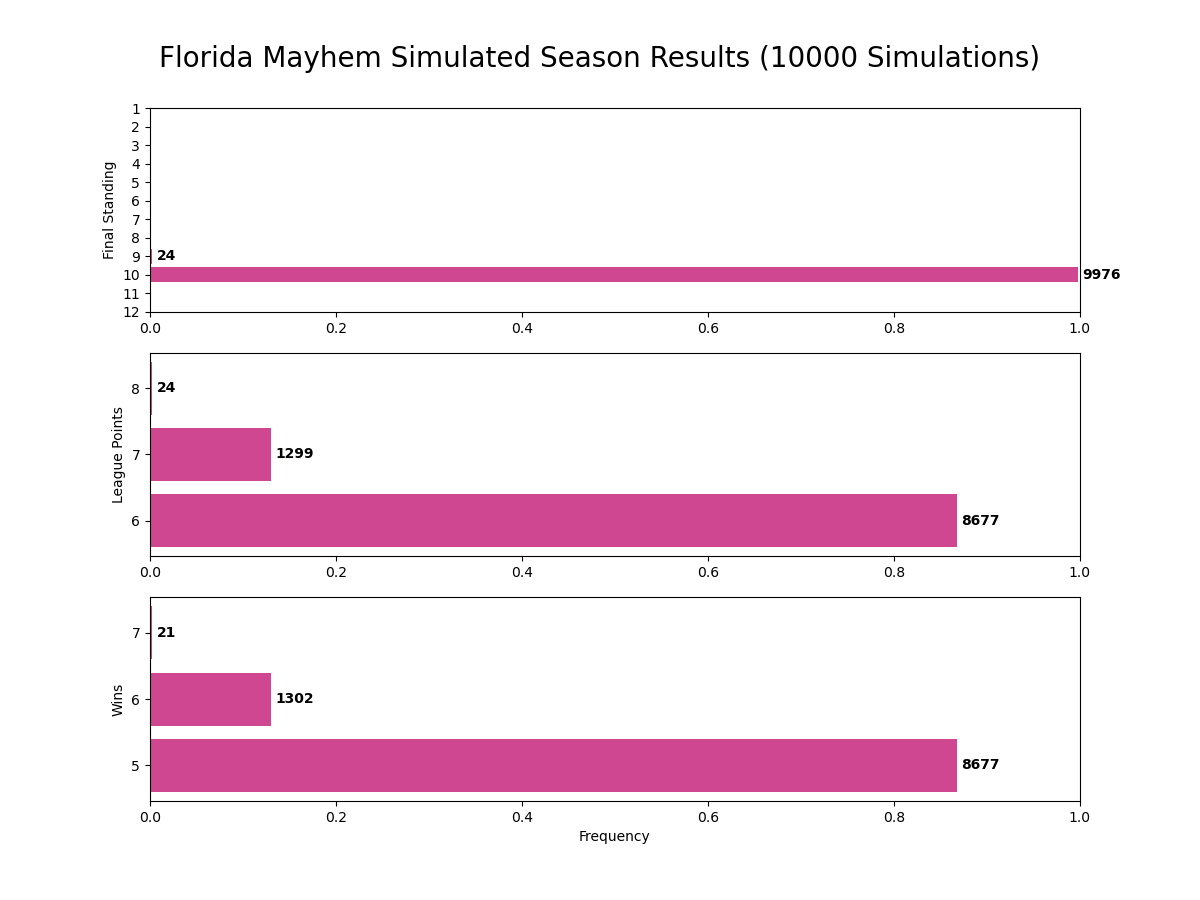 Florida Mayhem Simulated Season Results (10000 Simulations)
Final Standing
1
2
3
4
5
6
7
8
9 24
10 9976
11
12
0.0 0.2 0.4 0.6 0.8 1.0
League Points
8 24
7 1299
6 8677
0.0 0.2 0.4 0.6 0.8 1.0
Wins
7 21
6 1302
5 8677
0.0 0.2 0.4 0.6 0.8 1.0
Frequency